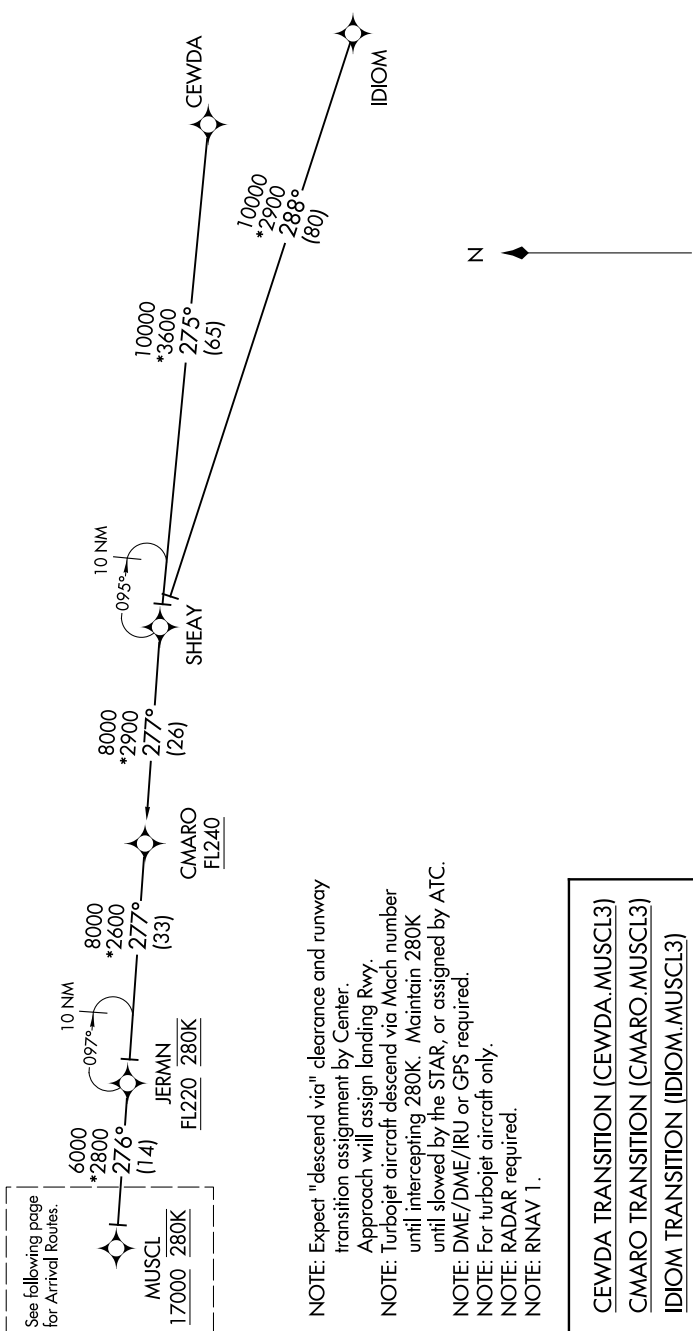 See following page
for Arrival Routes.
MUSCL
17000 280K
6000
*2800
276°
(14)
JERMN
FL220 280K
097°
10 NM
8000
*2600
277°
(33)
CMARO
FL240
8000
*2900
277°
(26)
SHEAY
095°
10 NM
10000
*3600
275°
(65)
CEWDA
10000
*2900
288°
(80)
IDIOM
N
NOTE: Expect "descend via" clearance and runway
transition assignment by Center.
Approach will assign landing Rwy.
NOTE: Turbojet aircraft descend via Mach number
until intercepting 280K. Maintain 280K
until slowed by the STAR, or assigned by ATC.
NOTE: DME/DME/IRU or GPS required.
NOTE: For turbojet aircraft only.
NOTE: RADAR required.
NOTE: RNAV 1.
CEWDA TRANSITION (CEWDA.MUSCL3)
CMARO TRANSITION (CMARO.MUSCL3)
IDIOM TRANSITION (IDIOM.MUSCL3)